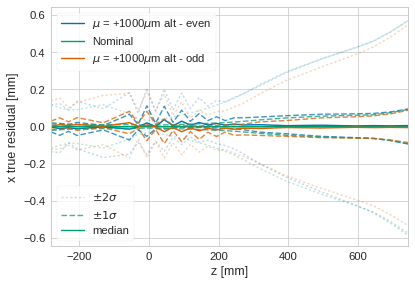 0.6
0.4
0.2
0.0
−0.2
−0.4
−0.6
x true residual [mm]
μ = +1000μm alt - even
Nominal
μ = +1000μm alt - odd
±2σ
±1σ
median
−200
0
200
400
600
z [mm]